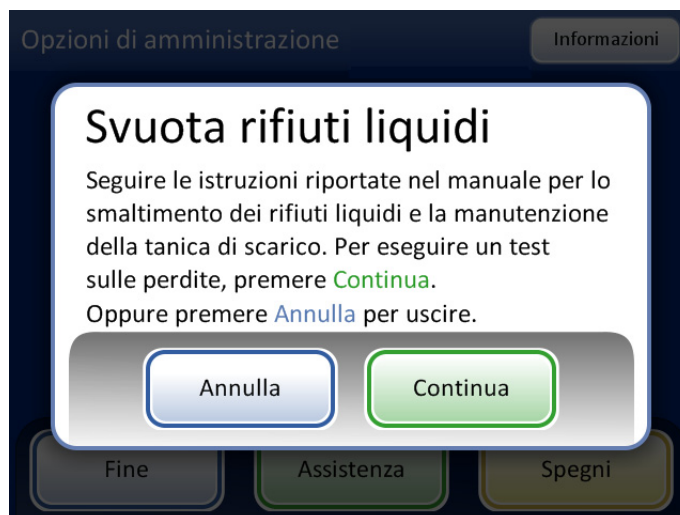 Opzioni di amministrazione
Informazioni
Svuota rifiuti liquidi
Seguire le istruzioni riportate nel manuale per lo
smaltimento dei rifiuti liquidi e la manutenzione
della tanica di scarico. Per eseguire un test
sulle perdite, premere Continua.
Oppure premere Annulla per uscire.
Annulla
Continua
Fine
Assistenza
Spegni